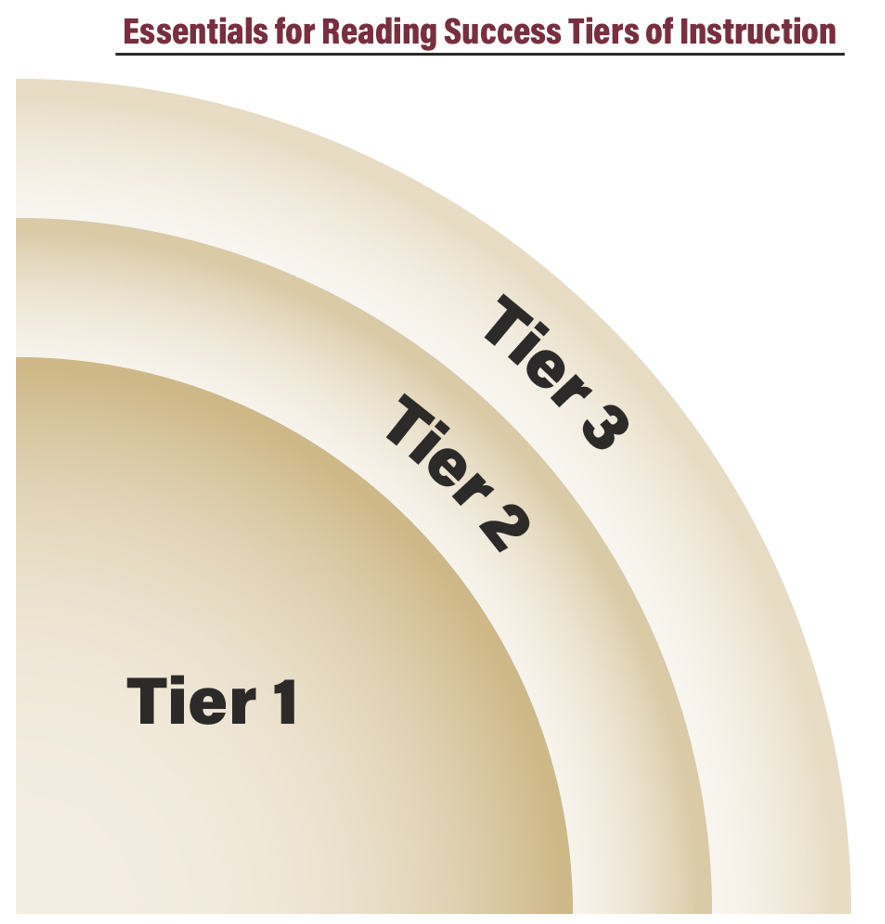 Essentials for Reading Success Tiers of Instruction
Tier 3
Tier 2
Tier 1